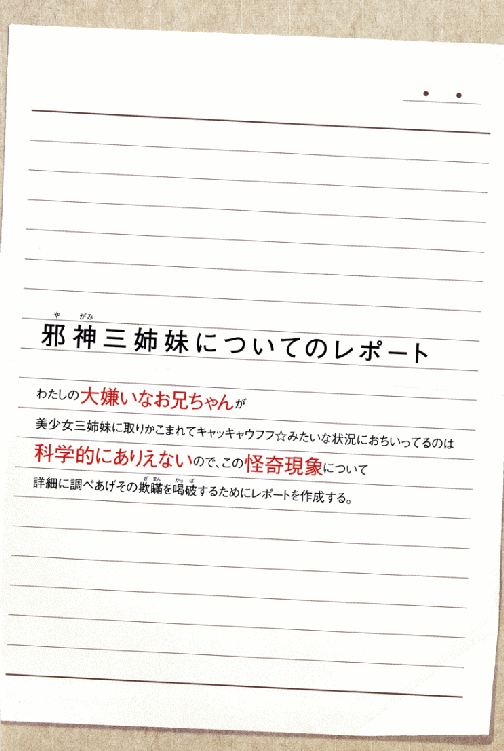 邪神三姉妹についてのレポート
わたしの大嫌いなお兄ちゃんが
美少女三姉妹に取りかこまれてキャッキャウフフ☆みたいな状況におちいってるのは
科学的にありえないので、この怪奇現象について
詳細に調べあげその欺瞞を喝破するためにレポートを作成する。